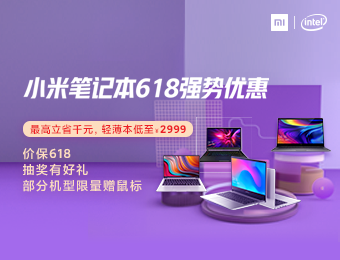 mi intel
小米笔记本618强势优惠
最高立省千元，轻薄本低至¥2999
价保618
抽奖有好礼
部分机型限量赠鼠标